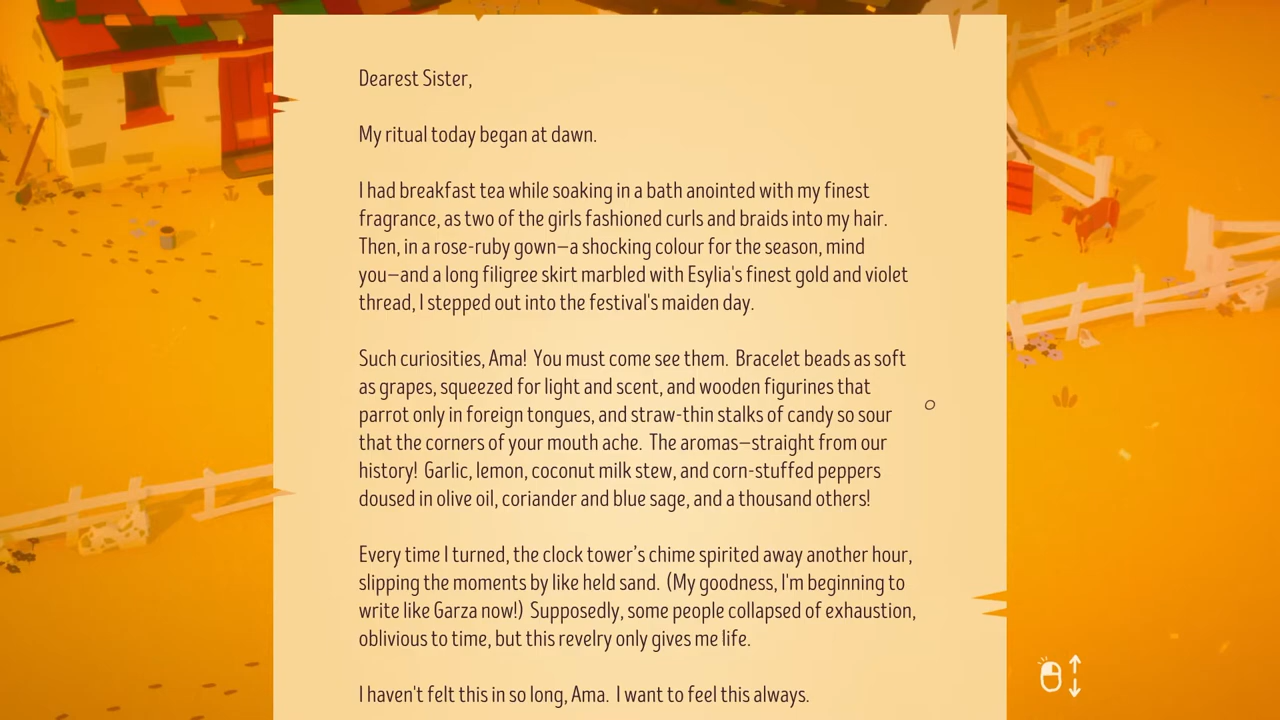 Dearest Sister,
My ritual today began at dawn.
I had breakfast tea while soaking in a bath anointed with my finest
fragrance, as two of the girls fashioned curls and braids into my hair.
Then, in a rose-ruby gown—a shocking colour for the season, mind
you—and a long filigree skirt marbled with Esylia's finest gold and violet
thread, I stepped out into the festival's maiden day.
Such curiosities, Ama!  You must come see them.  Bracelet beads as soft
as grapes, squeezed for light and scent, and wooden figurines that
parrot only in foreign tongues, and straw-thin stalks of candy so sour
that the corners of your mouth ache.  The aromas—straight from our
history!  Garlic, lemon, coconut milk stew, and corn-stuffed peppers
doused in olive oil, coriander and blue sage, and a thousand others!
Every time I turned, the clock tower’s chime spirited away another hour,
slipping the moments by like held sand.  (My goodness, I'm beginning to
write like Garza now!)  Supposedly, some people collapsed of exhaustion,
oblivious to time, but this revelry only gives me life.
I haven't felt this in so long, Ama.  I want to feel this always.